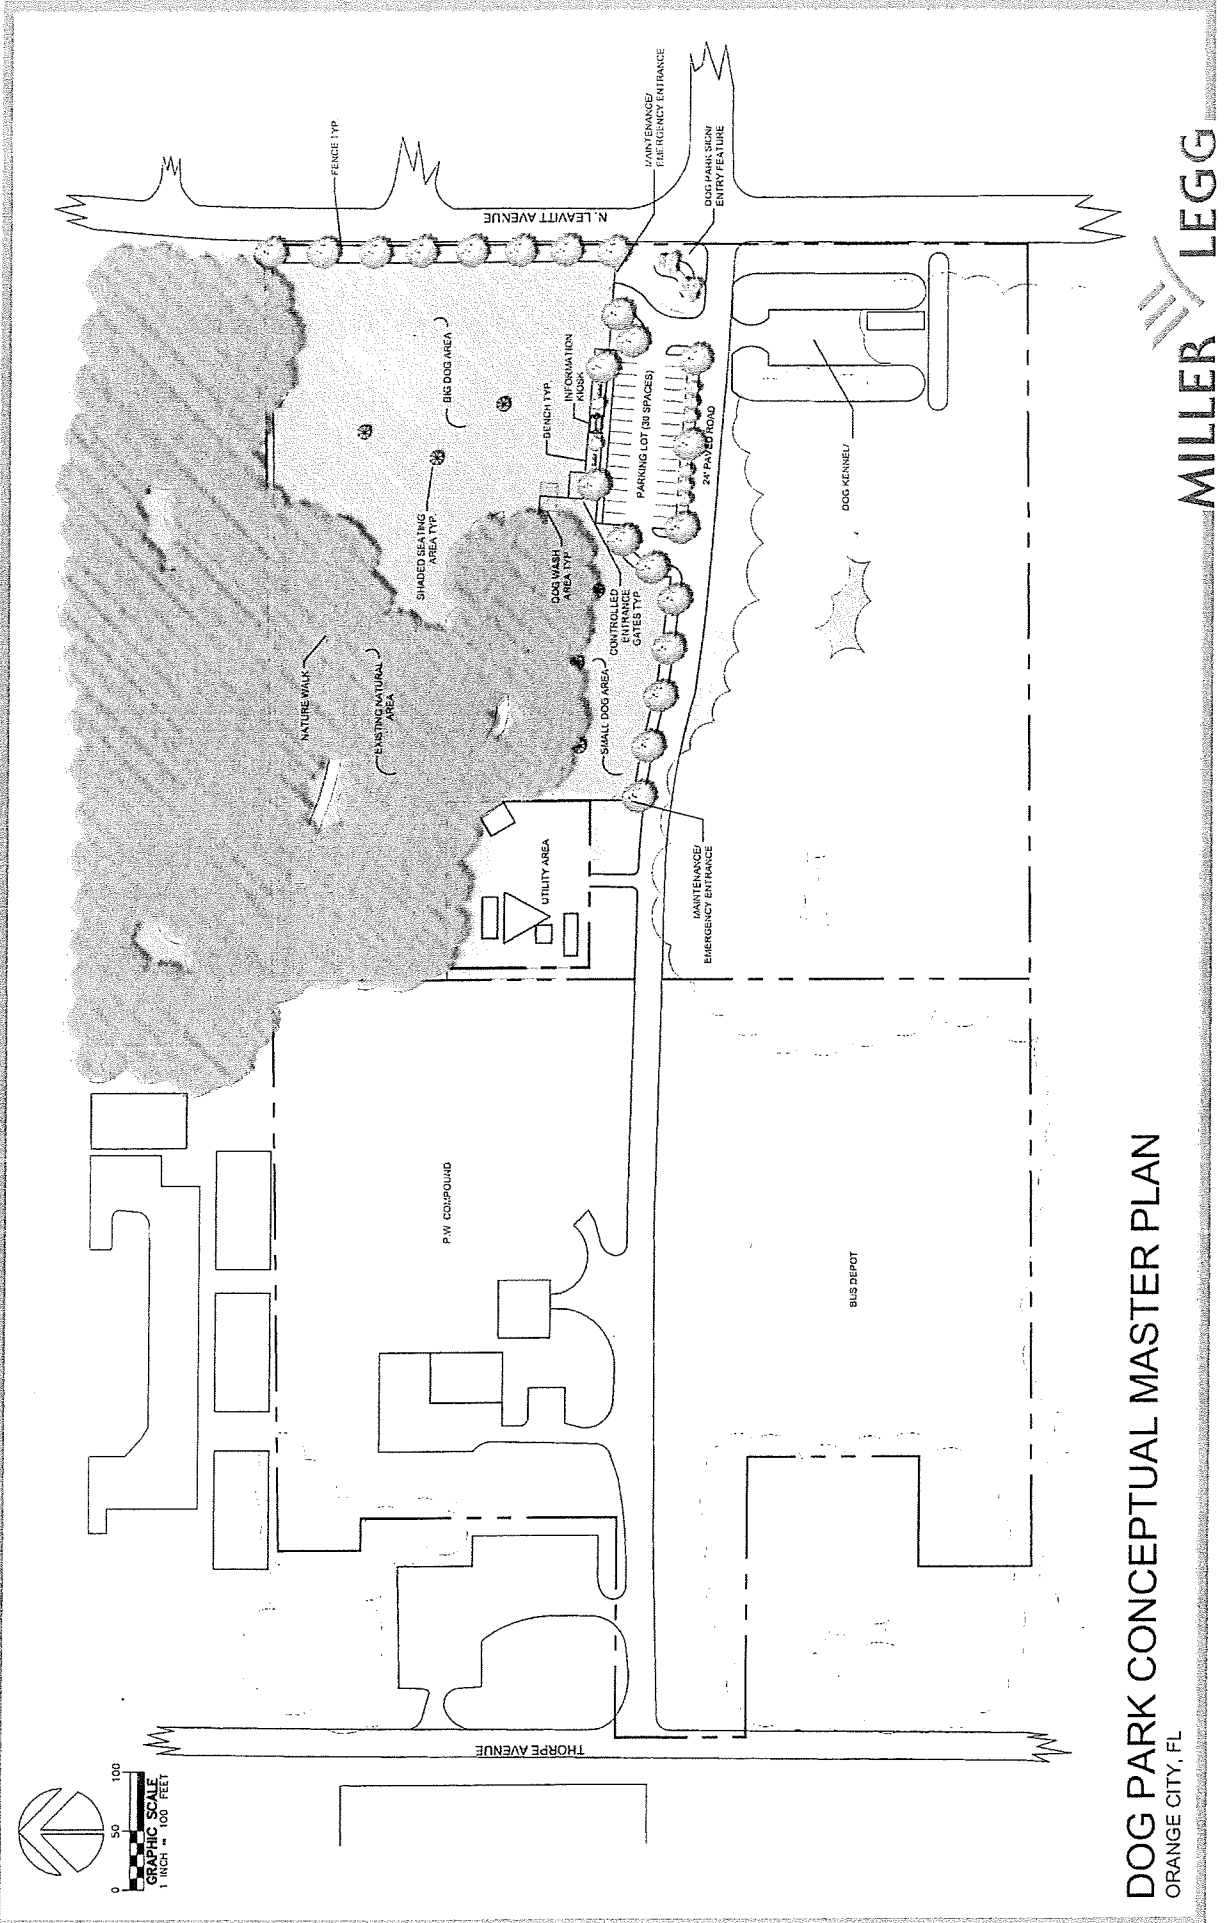 FENCE TYP.
MAINTENANCE/
EMERGENCY ENTRANCE
DOG PARK SIGN/
ENTRY FEATURE
N. LEAVITT AVENUE
BIG DOG AREA
BENCH TYP.
INFORMATION
KIOSK
PARKING LOT (30 SPACES)
24' PAVED ROAD
SHADED SEATING
AREA TYP.
DOG WASH
AREA TYP.
CONTROLLED
ENTRANCE
GATES TYP.
DOG KENNEL/
NATURE WALK
EXISTING NATURAL
AREA
SMALL DOG AREA
UTILITY AREA
MAINTENANCE/
EMERGENCY ENTRANCE
P.W. COMPOUND
BUS DEPOT
THORPE AVENUE
0 50 100
GRAPHIC SCALE
1 INCH = 100 FEET
DOG PARK CONCEPTUAL MASTER PLAN
ORANGE CITY, FL
MILLER LEGG